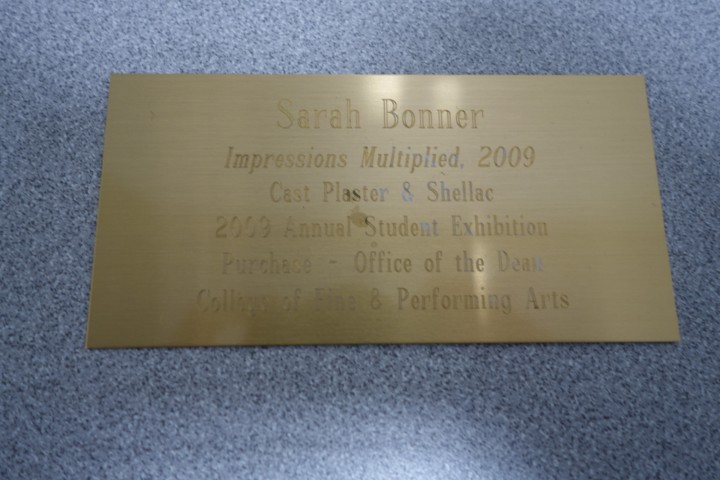 Sarah Bonner
Impressions Multiplied, 2009
Cast Plaster & Shellac
2009 Annual Student Exhibition
Purchase - Office of the Dean
College of Fine & Performing Arts